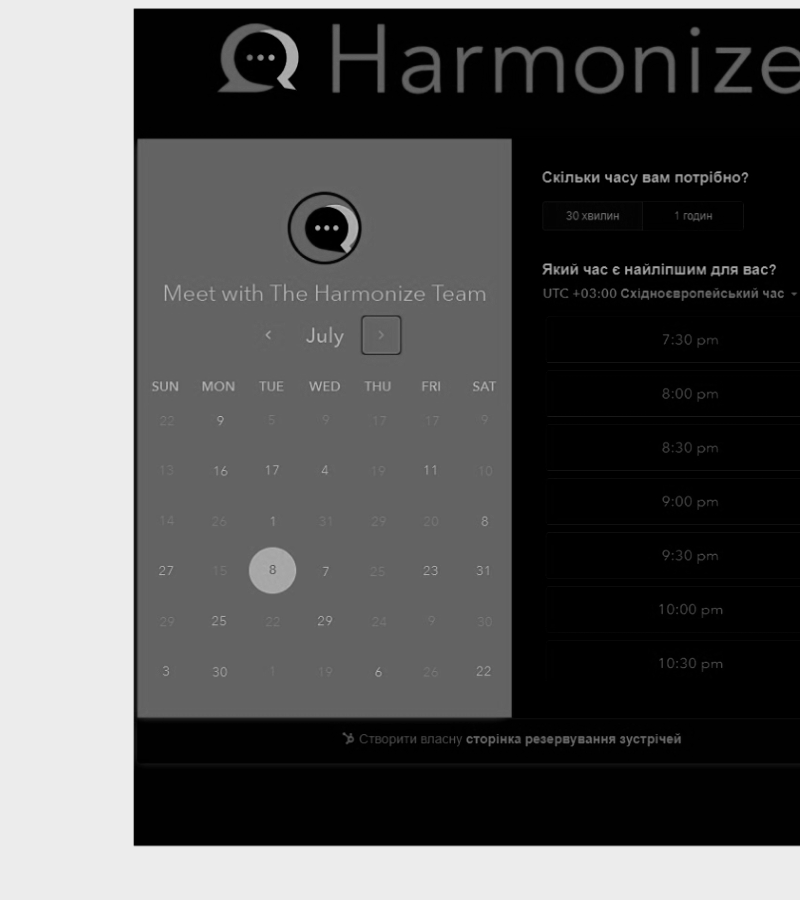 Harmonize
Meet with The Harmonize Team
July
SUN MON TUE WED THU FRI SAT
22 9 5 9 17 17 9
13 16 17 4 19 11 10
14 26 1 31 29 20 8
27 15 8 7 25 23 31
29 25 22 29 24 9 30
3 30 1 19 6 26 22
Скільки часу вам потрібно?
30 хвилин 1 годин
Який час є найліпшим для вас?
UTC +03:00 Східноєвропейський час
7:30 pm
8:00 pm
8:30 pm
9:00 pm
9:30 pm
10:00 pm
10:30 pm
Створити власну сторінка резервування зустрічей